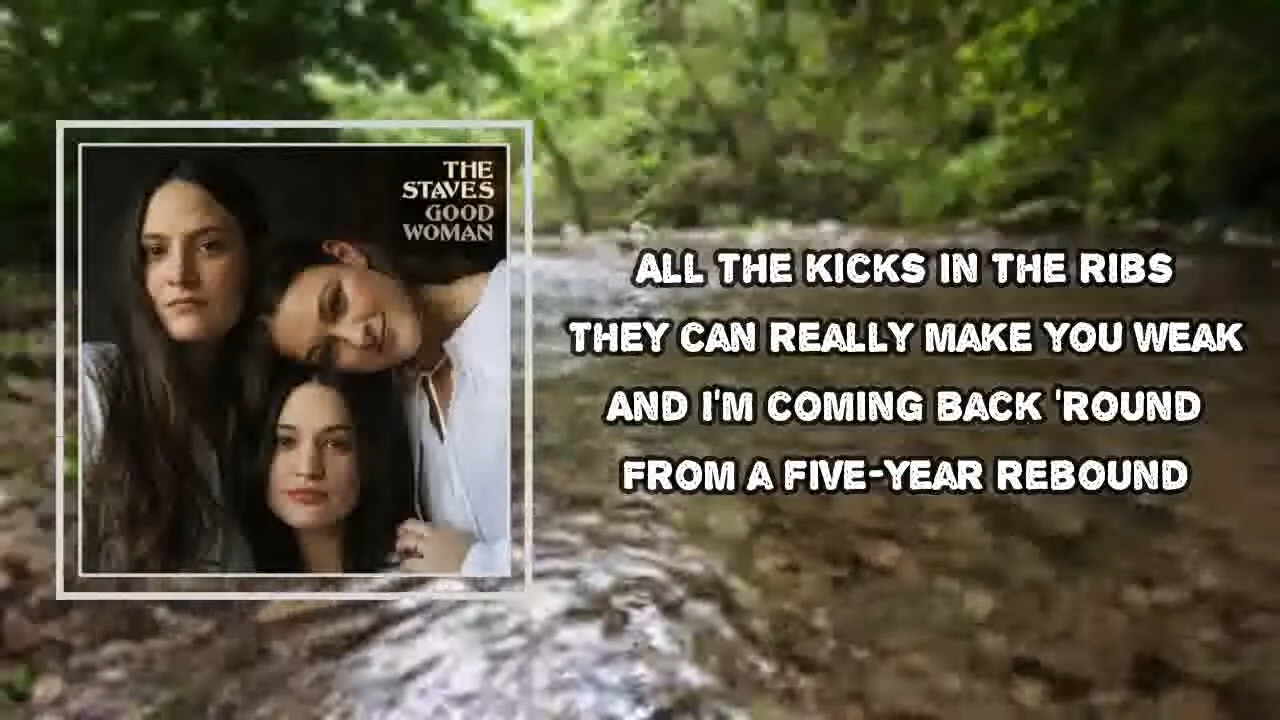 THE
STAVES
GOOD
WOMAN
ALL THE KICKS IN THE RIBS
THEY CAN REALLY MAKE YOU WEAK
AND I'M COMING BACK 'ROUND
FROM A FIVE-YEAR REBOUND